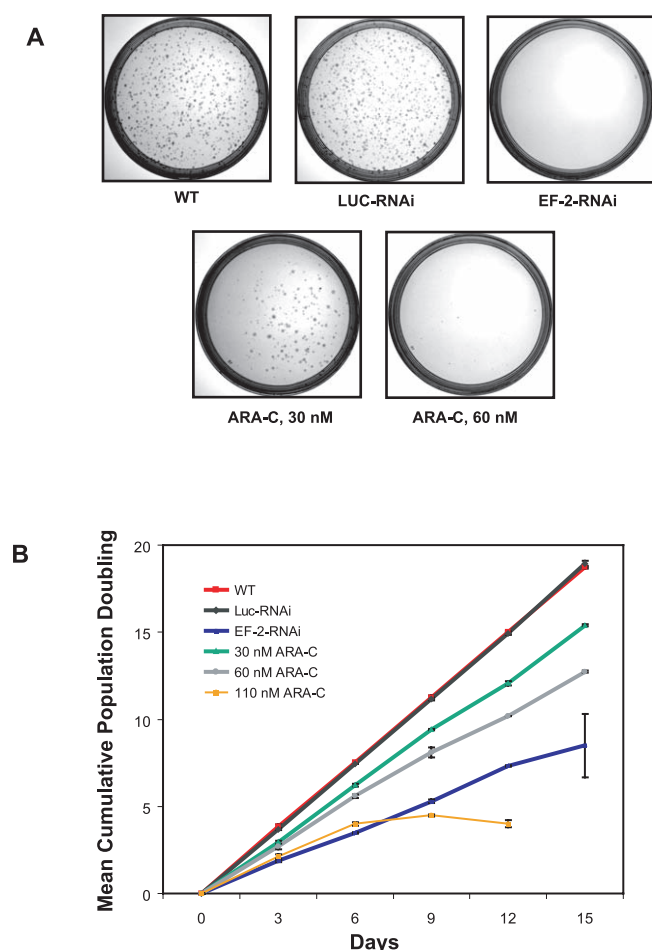 A
WT
LUC-RNAi
EF-2-RNAi
ARA-C, 30 nM
ARA-C, 60 nM
B
Mean Cumulative Population Doubling
20
15
10
5
0
WT
Luc-RNAi
EF-2-RNAi
30 nM ARA-C
60 nM ARA-C
110 nM ARA-C
0 3 6 9 12 15
Days